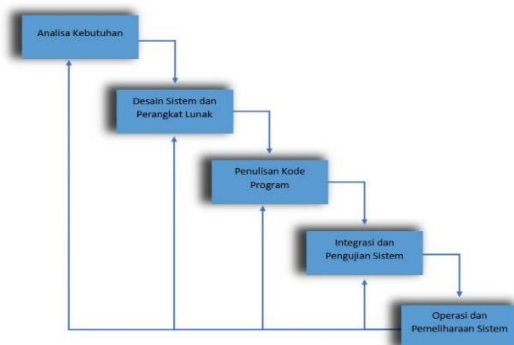 Analisa Kebutuhan
Desain Sistem dan
Perangkat Lunak
Penulisan Kode
Program
Integrasi dan
Pengujian Sistem
Operasi dan
Pemeliharaan Sistem